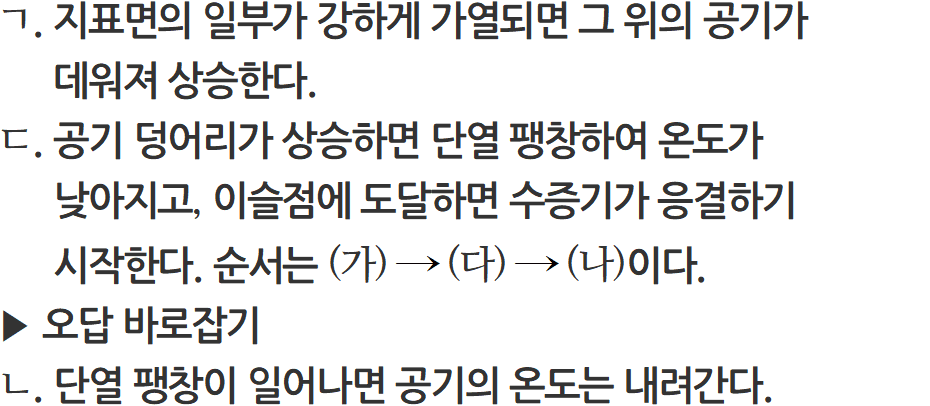 ㄱ. 지표면의 일부가 강하게 가열되면 그 위의 공기가
데워져 상승한다.
ㄷ. 공기 덩어리가 상승하면 단열 팽창하여 온도가
낮아지고, 이슬점에 도달하면 수증기가 응결하기
시작한다. 순서는 (가) → (다) → (나)이다.
▶ 오답 바로잡기
ㄴ. 단열 팽창이 일어나면 공기의 온도는 내려간다.